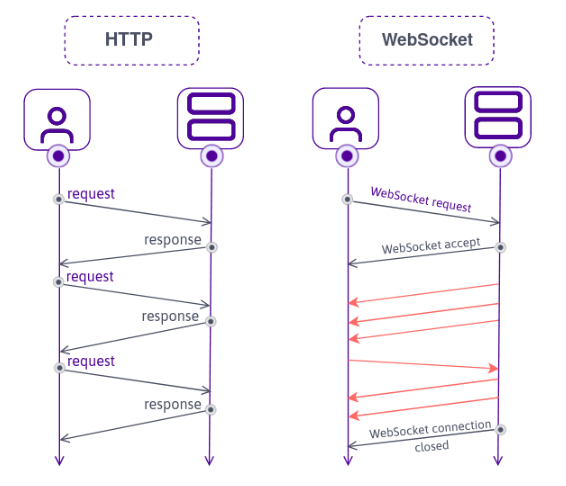 HTTP
WebSocket
request
response
request
response
request
response
WebSocket request
WebSocket accept
WebSocket connection
closed